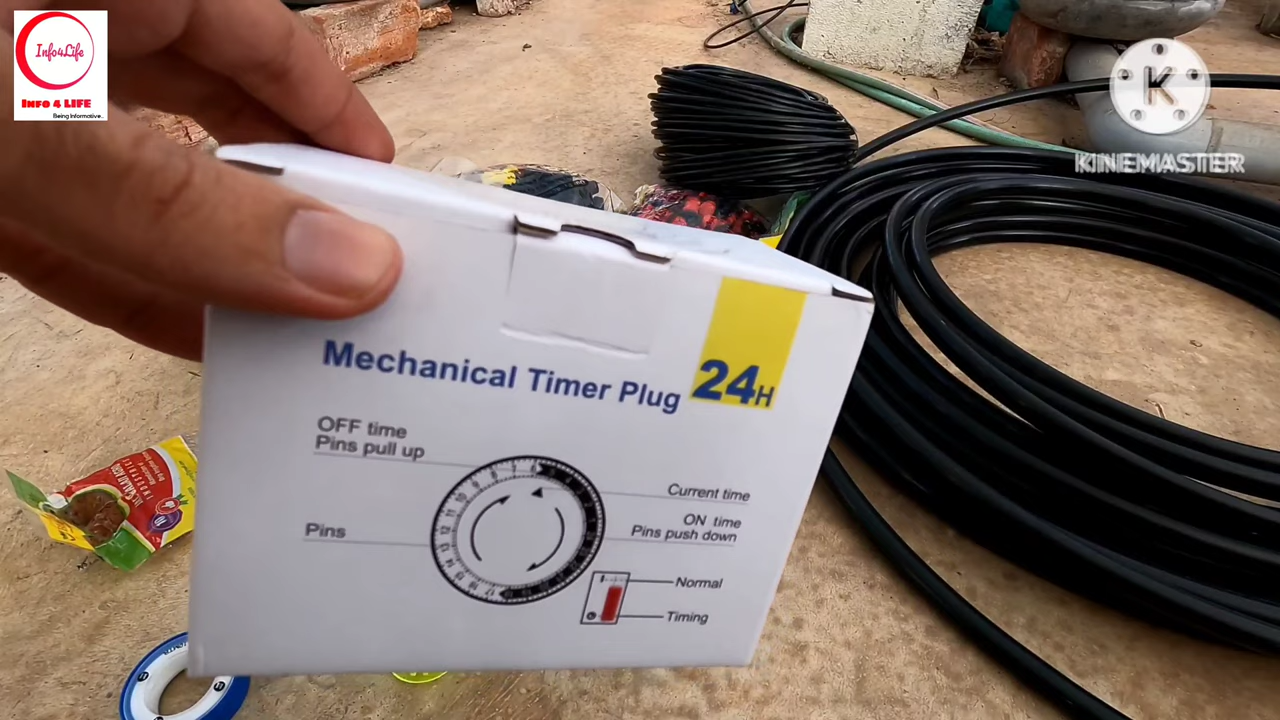 Info4Life
INFO 4 LIFE
Being Informative..
K
KINEMASTER
Mechanical Timer Plug
24H
OFF time
Pins pull up
Current time
ON time
Pins push down
Pins
Normal
Timing